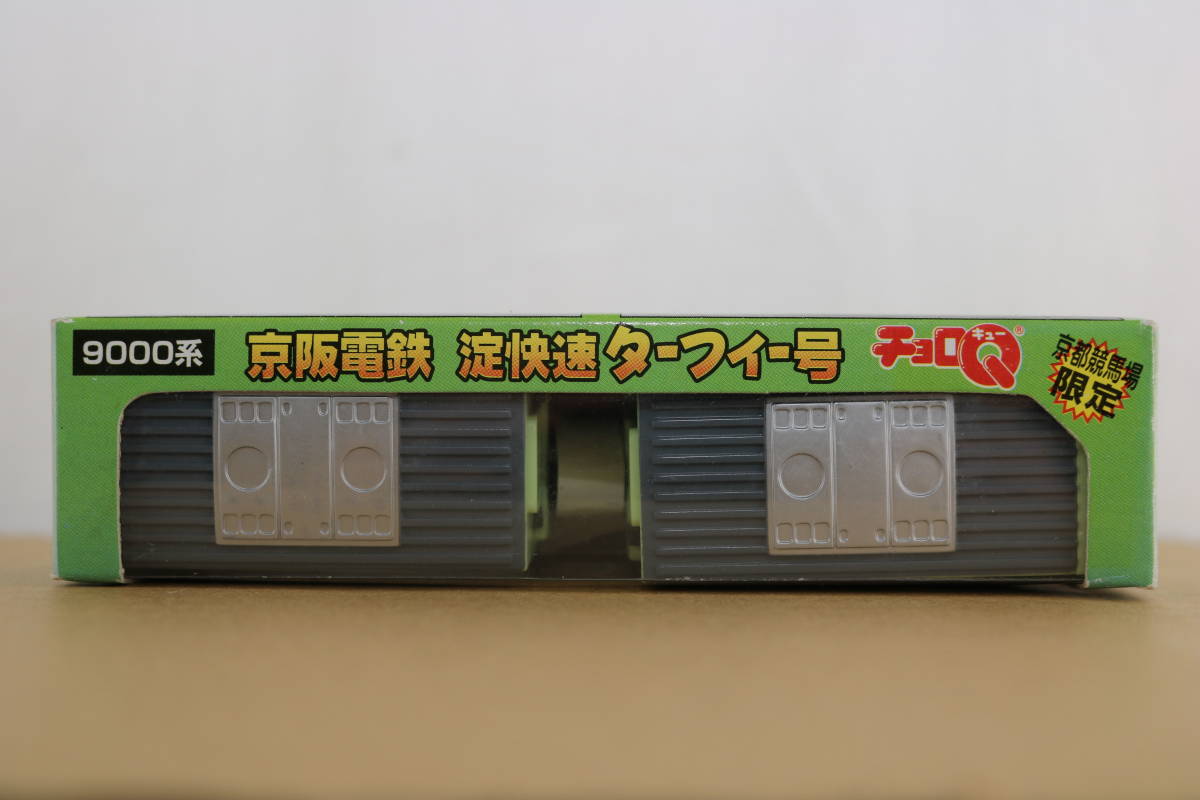 9000系
京阪電鉄 淀快速ターフィー号
チョロQ®
キュー
京都競馬場
限定